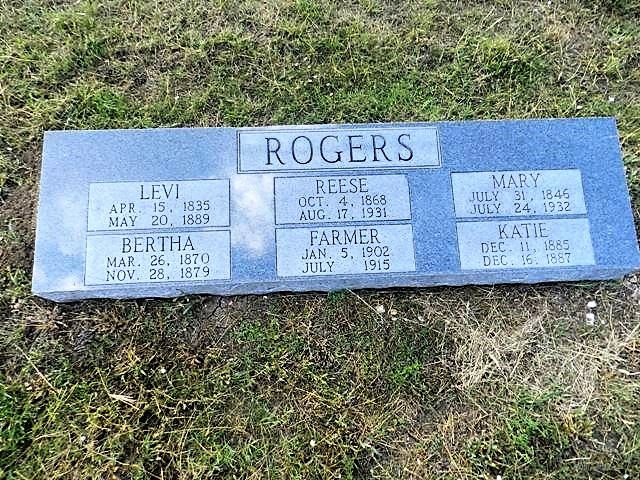 ROGERS
LEVI
APR. 15, 1835
MAY 20, 1889
REESE
OCT. 4, 1868
AUG. 17, 1931
MARY
JULY 31, 1846
JULY 24, 1932
BERTHA
MAR. 26, 1870
NOV. 28, 1879
FARMER
JAN. 5, 1902
JULY 1915
KATIE
DEC. 11, 1885
DEC. 16, 1887